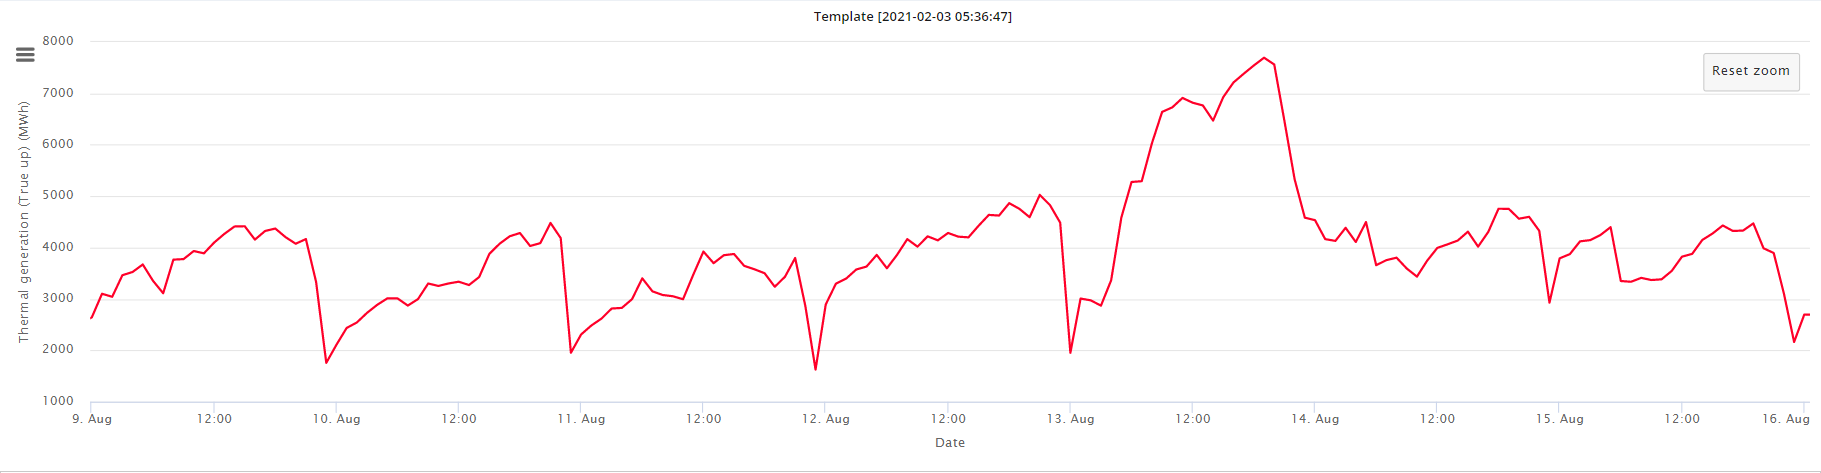 Template [2021-02-03 05:36:47]
Reset zoom
Thermal generation (True up) (MWh)
8000
7000
6000
5000
4000
3000
2000
1000
9. Aug 12:00 10. Aug 12:00 11. Aug 12:00 12. Aug 12:00 13. Aug 12:00 14. Aug 12:00 15. Aug 12:00 16. Aug
Date